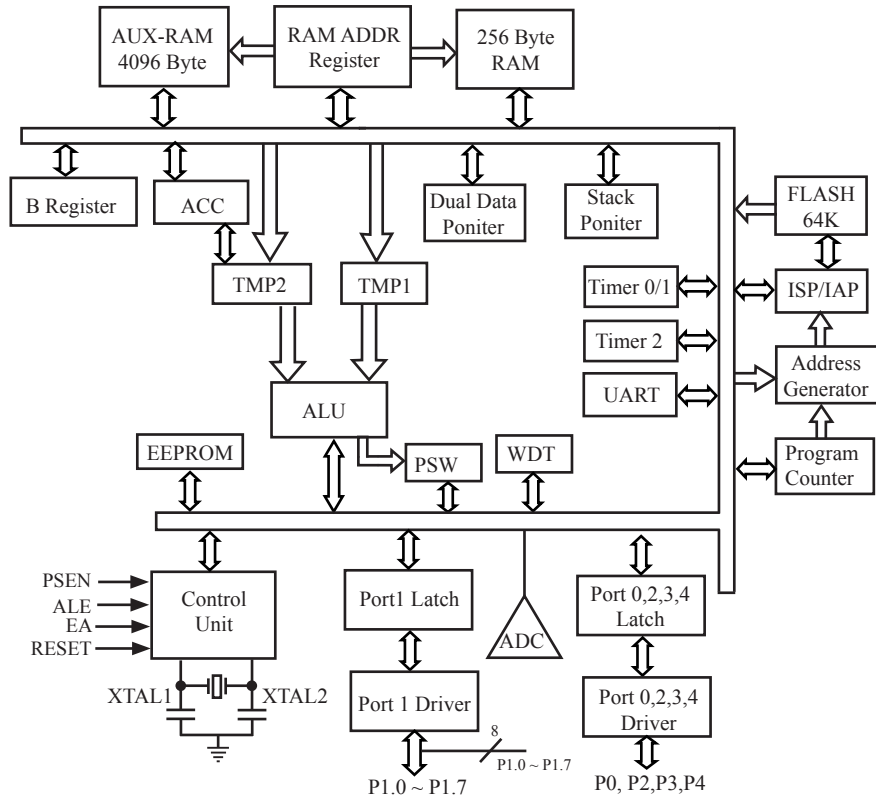 AUX-RAM
4096 Byte
RAM ADDR
Register
256 Byte
RAM
B Register
ACC
Dual Data
Poniter
Stack
Poniter
FLASH
64K
TMP2
TMP1
Timer 0/1
ISP/IAP
Timer 2
Address
Generator
UART
ALU
EEPROM
PSW
WDT
Program
Counter
PSEN
ALE
EA
RESET
Control
Unit
Port1 Latch
ADC
Port 0,2,3,4
Latch
XTAL1
XTAL2
Port 1 Driver
Port 0,2,3,4
Driver
8
P1.0 ~ P1.7
P1.0 ~ P1.7
P0, P2,P3,P4